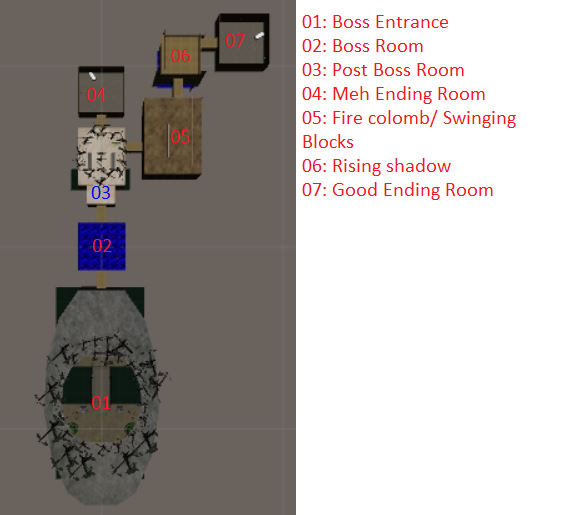 01: Boss Entrance
02: Boss Room
03: Post Boss Room
04: Meh Ending Room
05: Fire colomb/ Swinging
Blocks
06: Rising shadow
07: Good Ending Room
07
06
04
05
03
02
01